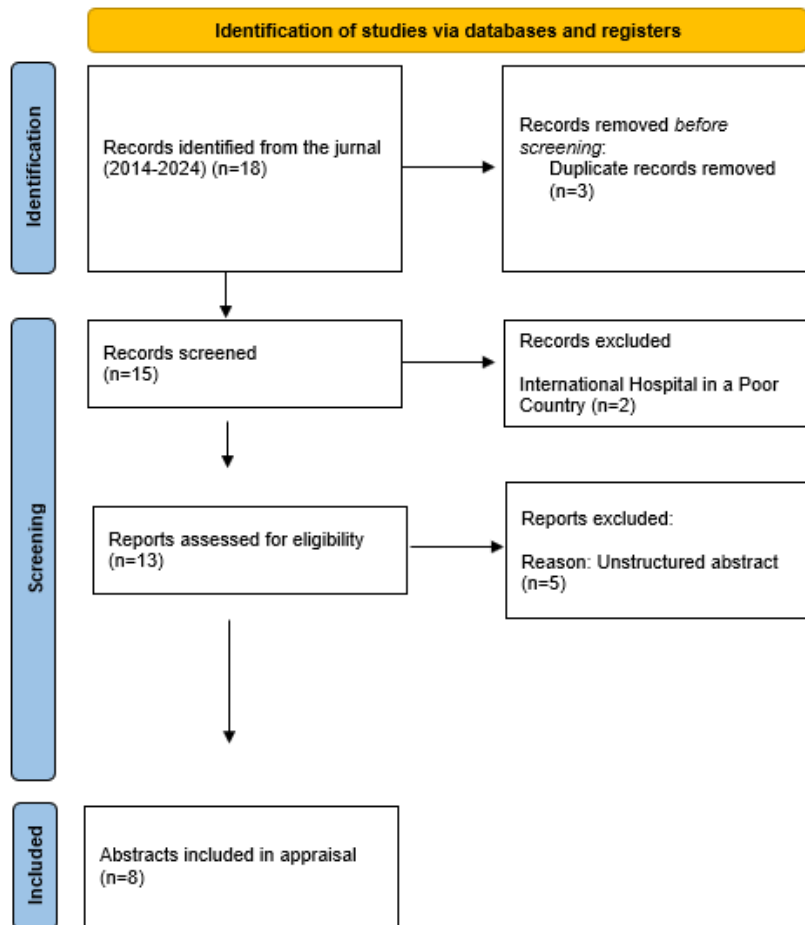 Identification of studies via databases and registers
Identification
Records identified from the jurnal
(2014-2024) (n=18)
Records removed before
screening:
Duplicate records removed
(n=3)
Screening
Records screened
(n=15)
Records excluded
International Hospital in a Poor
Country (n=2)
Reports assessed for eligibility
(n=13)
Reports excluded:
Reason: Unstructured abstract
(n=5)
Included
Abstracts included in appraisal
(n=8)